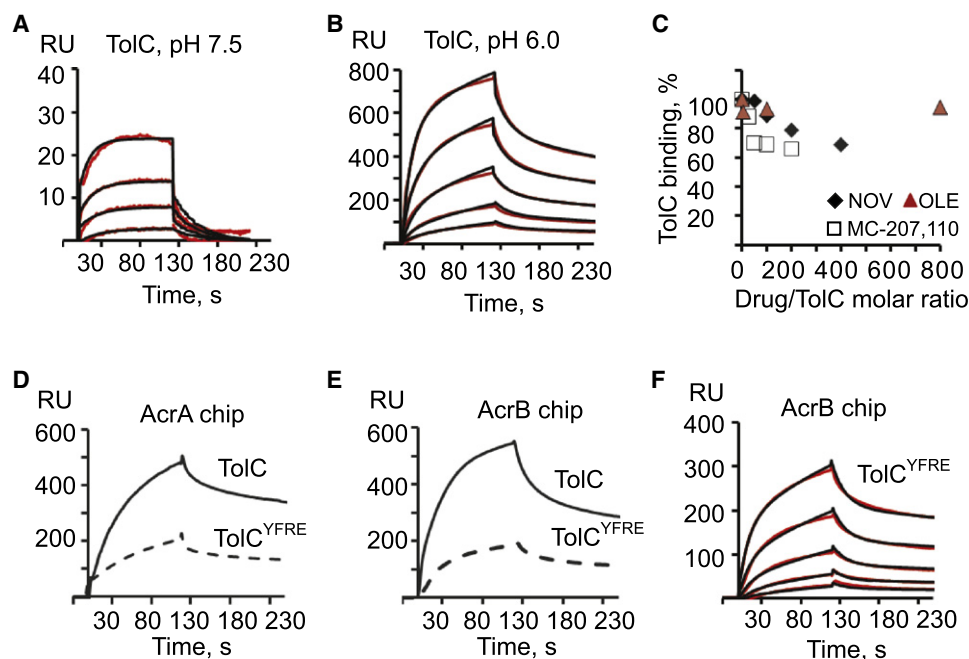 A
RU
TolC, pH 7.5
40
30
20
10
30 80 130 180 230
Time, s
B
RU
TolC, pH 6.0
800
600
400
200
30 80 130 180 230
Time, s
C
TolC binding, %
100
80
60
40
20
NOV
OLE
MC-207,110
0 200 400 600 800
Drug/TolC molar ratio
D
RU
AcrA chip
600
400
200
TolC
TolC^YFRE
30 80 130 180 230
Time, s
E
RU
AcrB chip
600
400
200
TolC
TolC^YFRE
30 80 130 180 230
Time, s
F
RU
AcrB chip
400
300
200
100
TolC^YFRE
30 80 130 180 230
Time, s